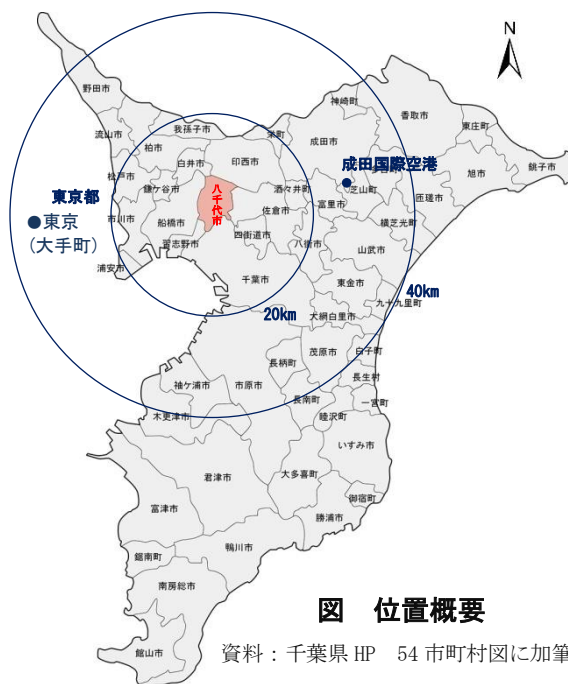 N
野田市
神崎町
香取市
東庄町
流山市
我孫子市
栄町
成田市
柏市
銚子市
白井市
印西市
旭市
松戸市
成田国際空港
鎌ケ谷市
八千代市
酒々井町
芝山町
匝瑳市
東京都
富里市
●東京
(大手町)
市川市
船橋市
佐倉市
横芝光町
習志野市
四街道市
八街市
山武市
浦安市
千葉市
東金市
40km
九十九里町
20km
大網白里市
茂原市
白子町
長柄町
長生村
袖ケ浦市
市原市
長南町
一宮町
木更津市
睦沢町
いすみ市
君津市
大多喜町
御宿町
富津市
勝浦市
鴨川市
鋸南町
南房総市
館山市
図 位置概要
資料：千葉県 HP 54 市町村図に加筆